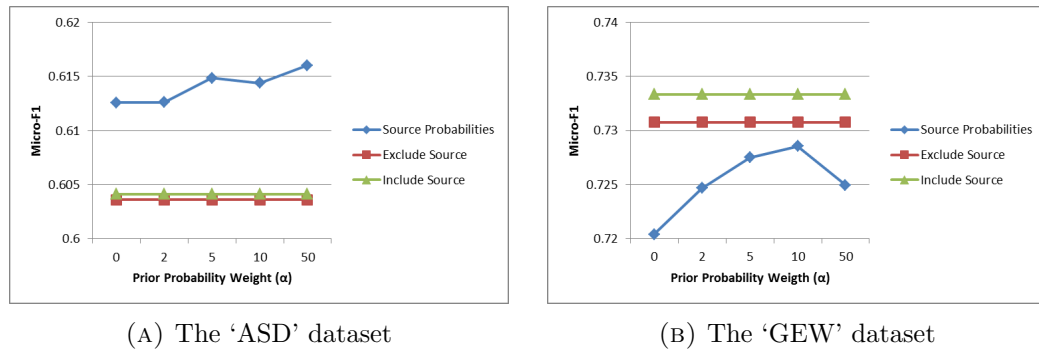 0.62
0.615
0.61
0.605
0.6
Micro-F1
0 2 5 10 50
Prior Probability Weight (α)
Source Probabilities
Exclude Source
Include Source
(A) The ‘ASD’ dataset
0.74
0.735
0.73
0.725
0.72
Micro-F1
0 2 5 10 50
Prior Probability Weigth (α)
Source Probabilities
Exclude Source
Include Source
(B) The ‘GEW’ dataset